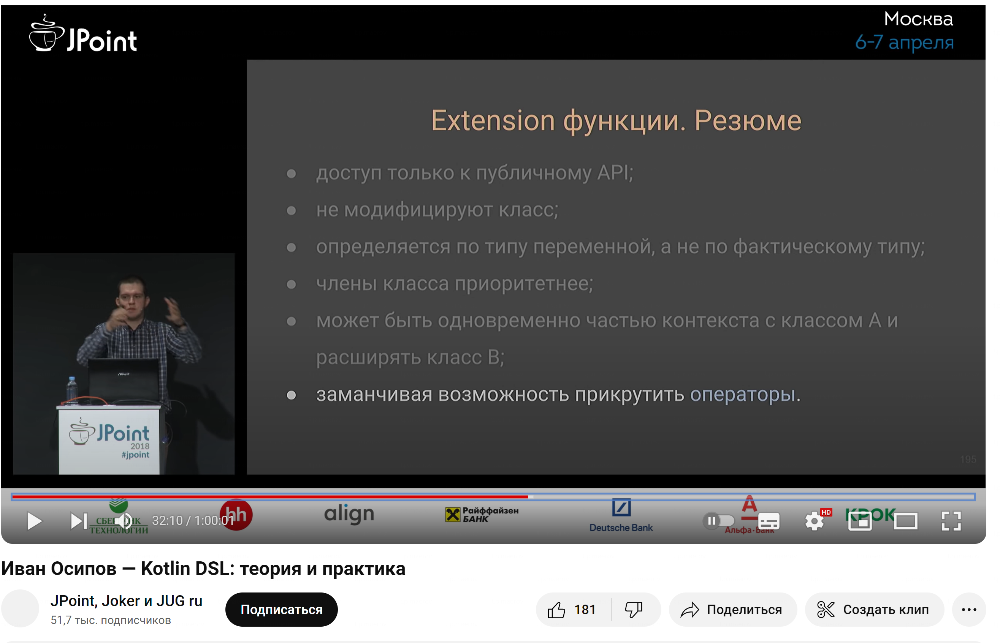 JPoint
Москва
6-7 апреля
Extension функции. Резюме
доступ только к публичному API;
не модифицируют класс;
определяется по типу переменной, а не по фактическому типу;
члены класса приоритетнее;
может быть одновременно частью контекста с классом А и
расширять класс В;
заманчивая возможность прикрутить операторы.
195
ASUS
JPoint
2018
#jpoint
32:10 / 1:00:01
ТЕХНОЛОГИИ
hh
align
Райффайзен
БАНК
Deutsche Bank
А
Альфа·Банк
HD
КРОК
Иван Осипов — Kotlin DSL: теория и практика
JPoint, Joker и JUG ru
51,7 тыс. подписчиков
Подписаться
181
Поделиться
Создать клип